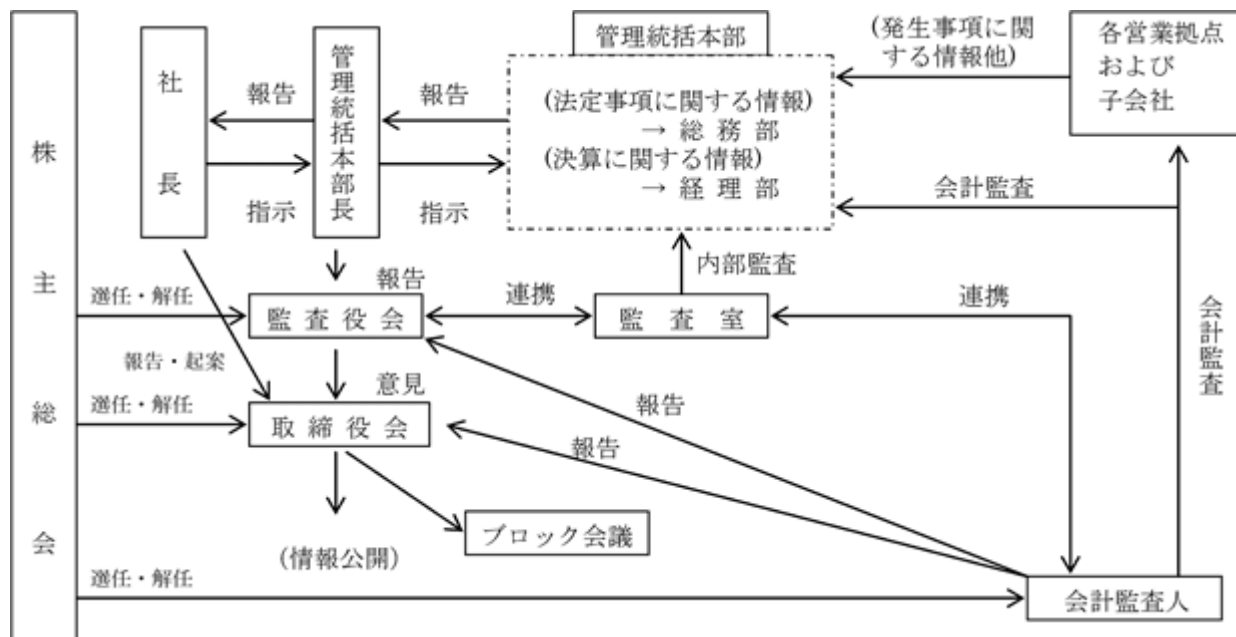 株主総会
社長
報告
指示
管理統括本部長
報告
指示
管理統括本部
(法定事項に関する情報)
→ 総務部
(決算に関する情報)
→ 経理部
(発生事項に関
する情報他)
各営業拠点
および
子会社
会計監査
内部監査
報告
選任・解任
監査役会
連携
監査室
連携
会計監査
報告・起案
意見
選任・解任
取締役会
報告
報告
ブロック会議
(情報公開)
選任・解任
会計監査人